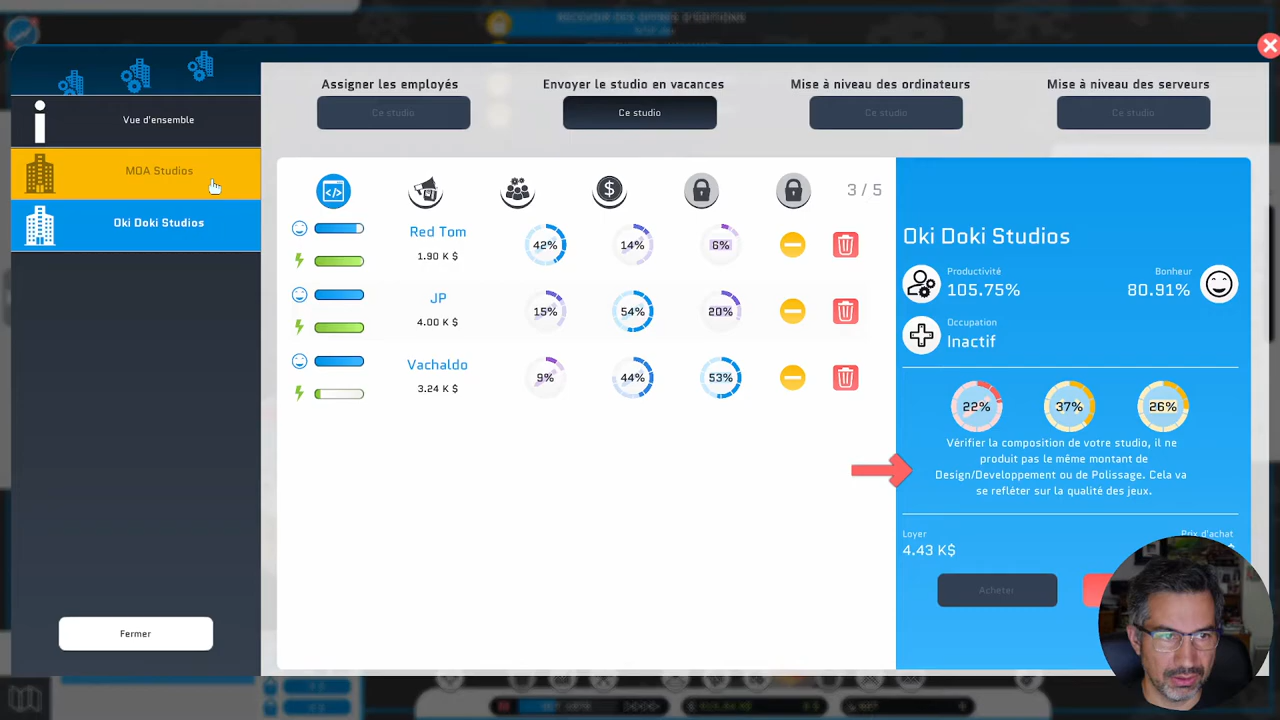 RECEVOIR DES OFFRES D'ÉDITIONS
Assigner les employés
Ce studio
Envoyer le studio en vacances
Ce studio
Mise à niveau des ordinateurs
Ce studio
Mise à niveau des serveurs
Ce studio
Vue d'ensemble
MOA Studios
Oki Doki Studios
Fermer
3 / 5
Red Tom
1.90 K $
42%
14%
6%
JP
4.00 K $
15%
54%
20%
Vachaldo
3.24 K $
9%
44%
53%
Oki Doki Studios
Productivité
105.75%
Bonheur
80.91%
Occupation
Inactif
22%
37%
26%
Vérifier la composition de votre studio, il ne
produit pas le même montant de
Design/Developpement ou de Polissage. Cela va
se reflèter sur la qualité des jeux.
Loyer
4.43 K$
Prix d'achat
$
Acheter